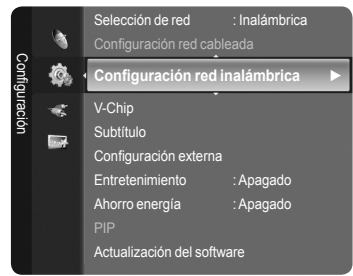 Configuración
Selección de red : Inalámbrica
Configuración red cableada
Configuración red inalámbrica
V-Chip
Subtítulo
Configuración externa
Entretenimiento : Apagado
Ahorro energía : Apagado
PIP
Actualización del software